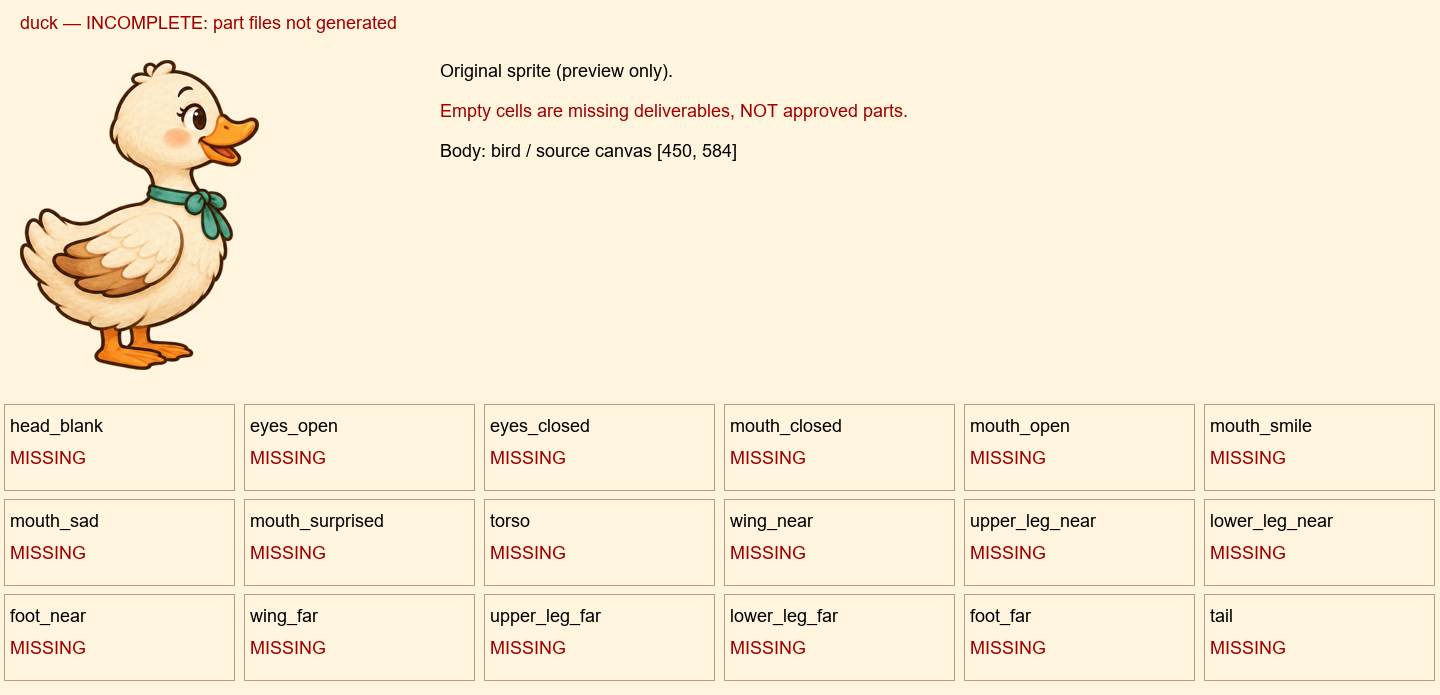 duck — INCOMPLETE: part files not generated
Original sprite (preview only).
Empty cells are missing deliverables, NOT approved parts.
Body: bird / source canvas [450, 584]
head_blank
MISSING
eyes_open
MISSING
eyes_closed
MISSING
mouth_closed
MISSING
mouth_open
MISSING
mouth_smile
MISSING
mouth_sad
MISSING
mouth_surprised
MISSING
torso
MISSING
wing_near
MISSING
upper_leg_near
MISSING
lower_leg_near
MISSING
foot_near
MISSING
wing_far
MISSING
upper_leg_far
MISSING
lower_leg_far
MISSING
foot_far
MISSING
tail
MISSING